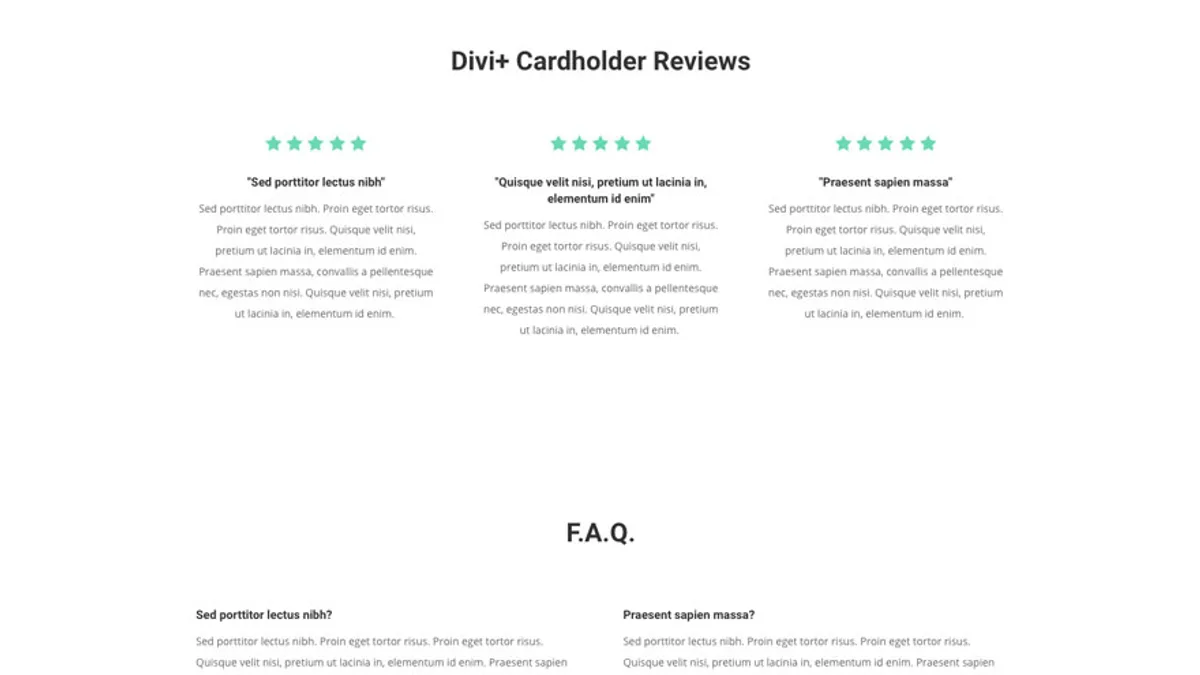 Divi+ Cardholder Reviews
"Sed porttitor lectus nibh"
Sed porttitor lectus nibh. Proin eget tortor risus.
Proin eget tortor risus. Quisque velit nisi,
pretium ut lacinia in, elementum id enim.
Praesent sapien massa, convallis a pellentesque
nec, egestas non nisi. Quisque velit nisi, pretium
ut lacinia in, elementum id enim.
"Quisque velit nisi, pretium ut lacinia in,
elementum id enim"
Sed porttitor lectus nibh. Proin eget tortor risus.
Proin eget tortor risus. Quisque velit nisi,
pretium ut lacinia in, elementum id enim.
Praesent sapien massa, convallis a pellentesque
nec, egestas non nisi. Quisque velit nisi, pretium
ut lacinia in, elementum id enim.
"Praesent sapien massa"
Sed porttitor lectus nibh. Proin eget tortor risus.
Proin eget tortor risus. Quisque velit nisi,
pretium ut lacinia in, elementum id enim.
Praesent sapien massa, convallis a pellentesque
nec, egestas non nisi. Quisque velit nisi, pretium
ut lacinia in, elementum id enim.
F.A.Q.
Sed porttitor lectus nibh?
Sed porttitor lectus nibh. Proin eget tortor risus. Proin eget tortor risus.
Quisque velit nisi, pretium ut lacinia in, elementum id enim. Praesent sapien
Praesent sapien massa?
Sed porttitor lectus nibh. Proin eget tortor risus. Proin eget tortor risus.
Quisque velit nisi, pretium ut lacinia in, elementum id enim. Praesent sapien